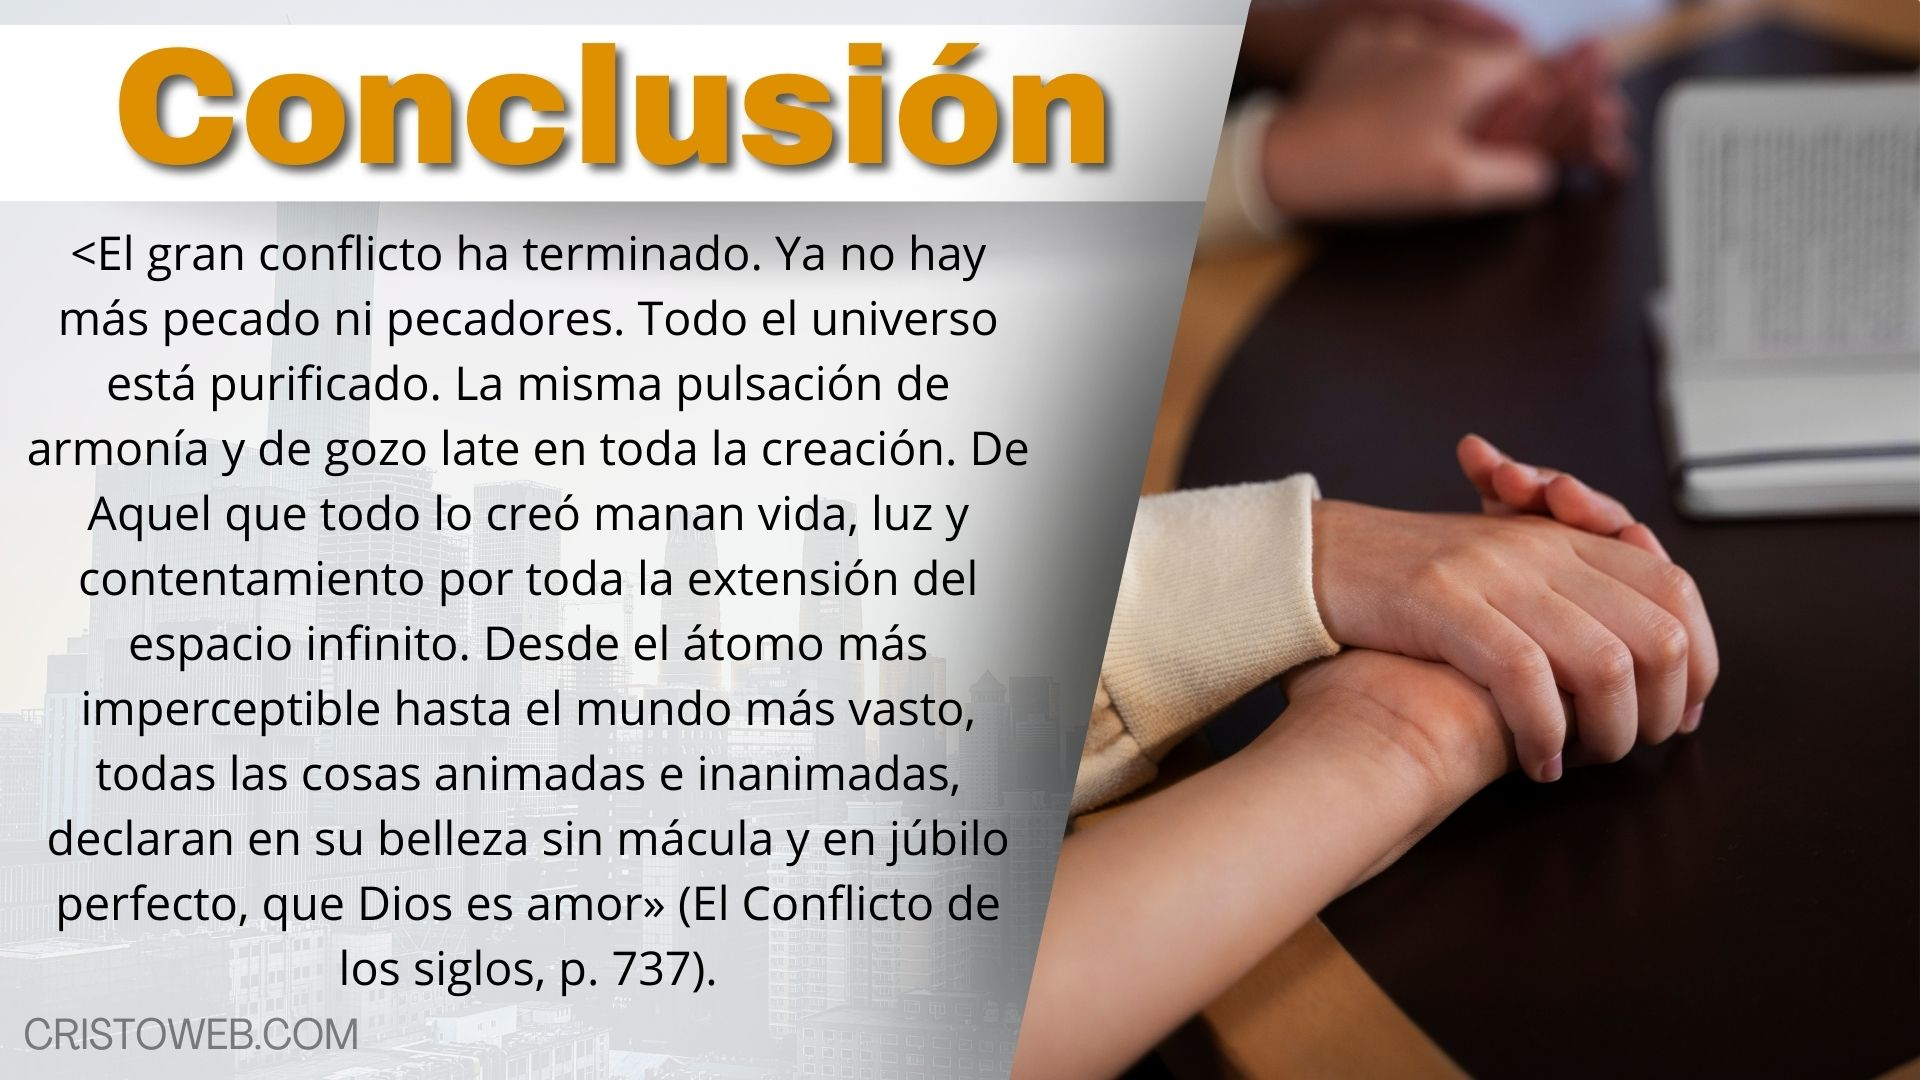 Conclusión
<El gran conflicto ha terminado. Ya no hay
más pecado ni pecadores. Todo el universo
está purificado. La misma pulsación de
armonía y de gozo late en toda la creación. De
Aquel que todo lo creó manan vida, luz y
contentamiento por toda la extensión del
espacio infinito. Desde el átomo más
imperceptible hasta el mundo más vasto,
todas las cosas animadas e inanimadas,
declaran en su belleza sin mácula y en júbilo
perfecto, que Dios es amor» (El Conflicto de
los siglos, p. 737).
CRISTOWEB.COM